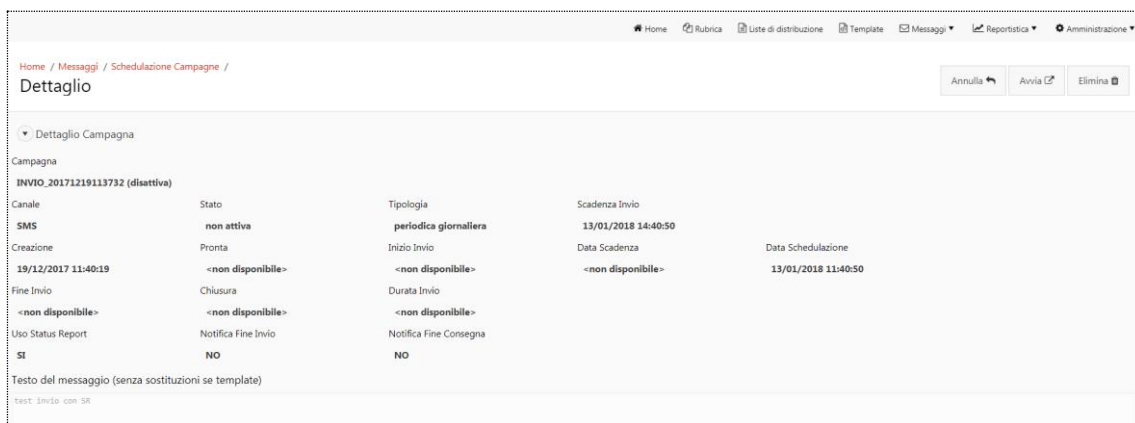 Home Rubrica Liste di distribuzione Template Messaggi Reportistica Amministrazione
Home / Messaggi / Schedulazione Campagne /
Dettaglio
Annulla Avvia Elimina
Dettaglio Campagna
Campagna
INVIO_20171219113732 (disattiva)
Canale Stato Tipologia Scadenza Invio
SMS non attiva periodica giornaliera 13/01/2018 14:40:50
Creazione Pronta Inizio Invio Data Scadenza Data Schedulazione
19/12/2017 11:40:19 <non disponibile> <non disponibile> <non disponibile> 13/01/2018 11:40:50
Fine Invio Chiusura Durata Invio
<non disponibile> <non disponibile> <non disponibile>
Uso Status Report Notifica Fine Invio Notifica Fine Consegna
SI NO NO
Testo del messaggio (senza sostituzioni se template)
test invio con SR